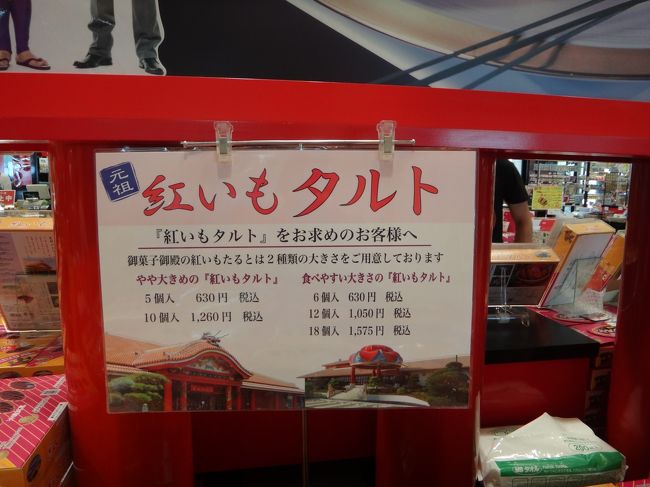 元祖
紅いもタルト
『紅いもタルト』をお求めのお客様へ
御菓子御殿の紅いもたるとは２種類の大きさをご用意しております
やや大きめの『紅いもタルト』
5個入 630円 税込
10個入 1,260円 税込
食べやすい大きさの『紅いもタルト』
6個入 630円 税込
12個入 1,050円 税込
18個入 1,575円 税込